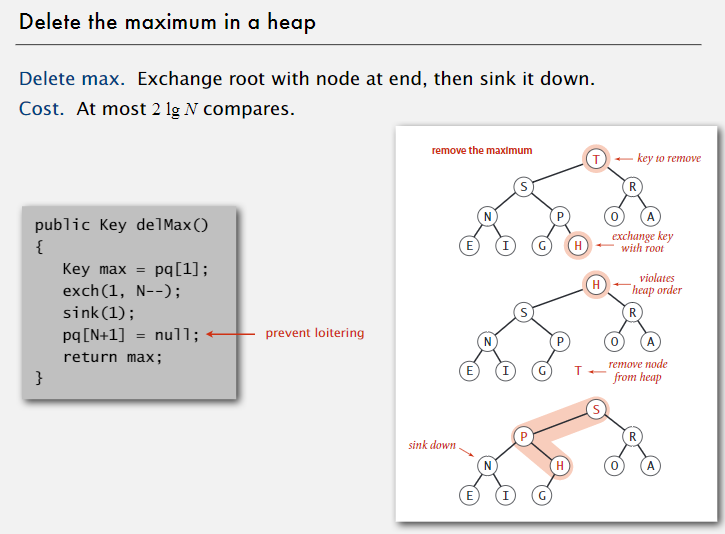 Delete the maximum in a heap
Delete max. Exchange root with node at end, then sink it down.
Cost. At most 2 lg N compares.
public Key delMax()
{
Key max = pq[1];
exch(1, N--);
sink(1);
pq[N+1] = null;
return max;
}
prevent loitering
remove the maximum
T
key to remove
S R
N P O A
E I G H
exchange key
with root
H
violates
heap order
S R
N P O A
E I G T
remove node
from heap
S
P R
sink down
N H O A
E I G